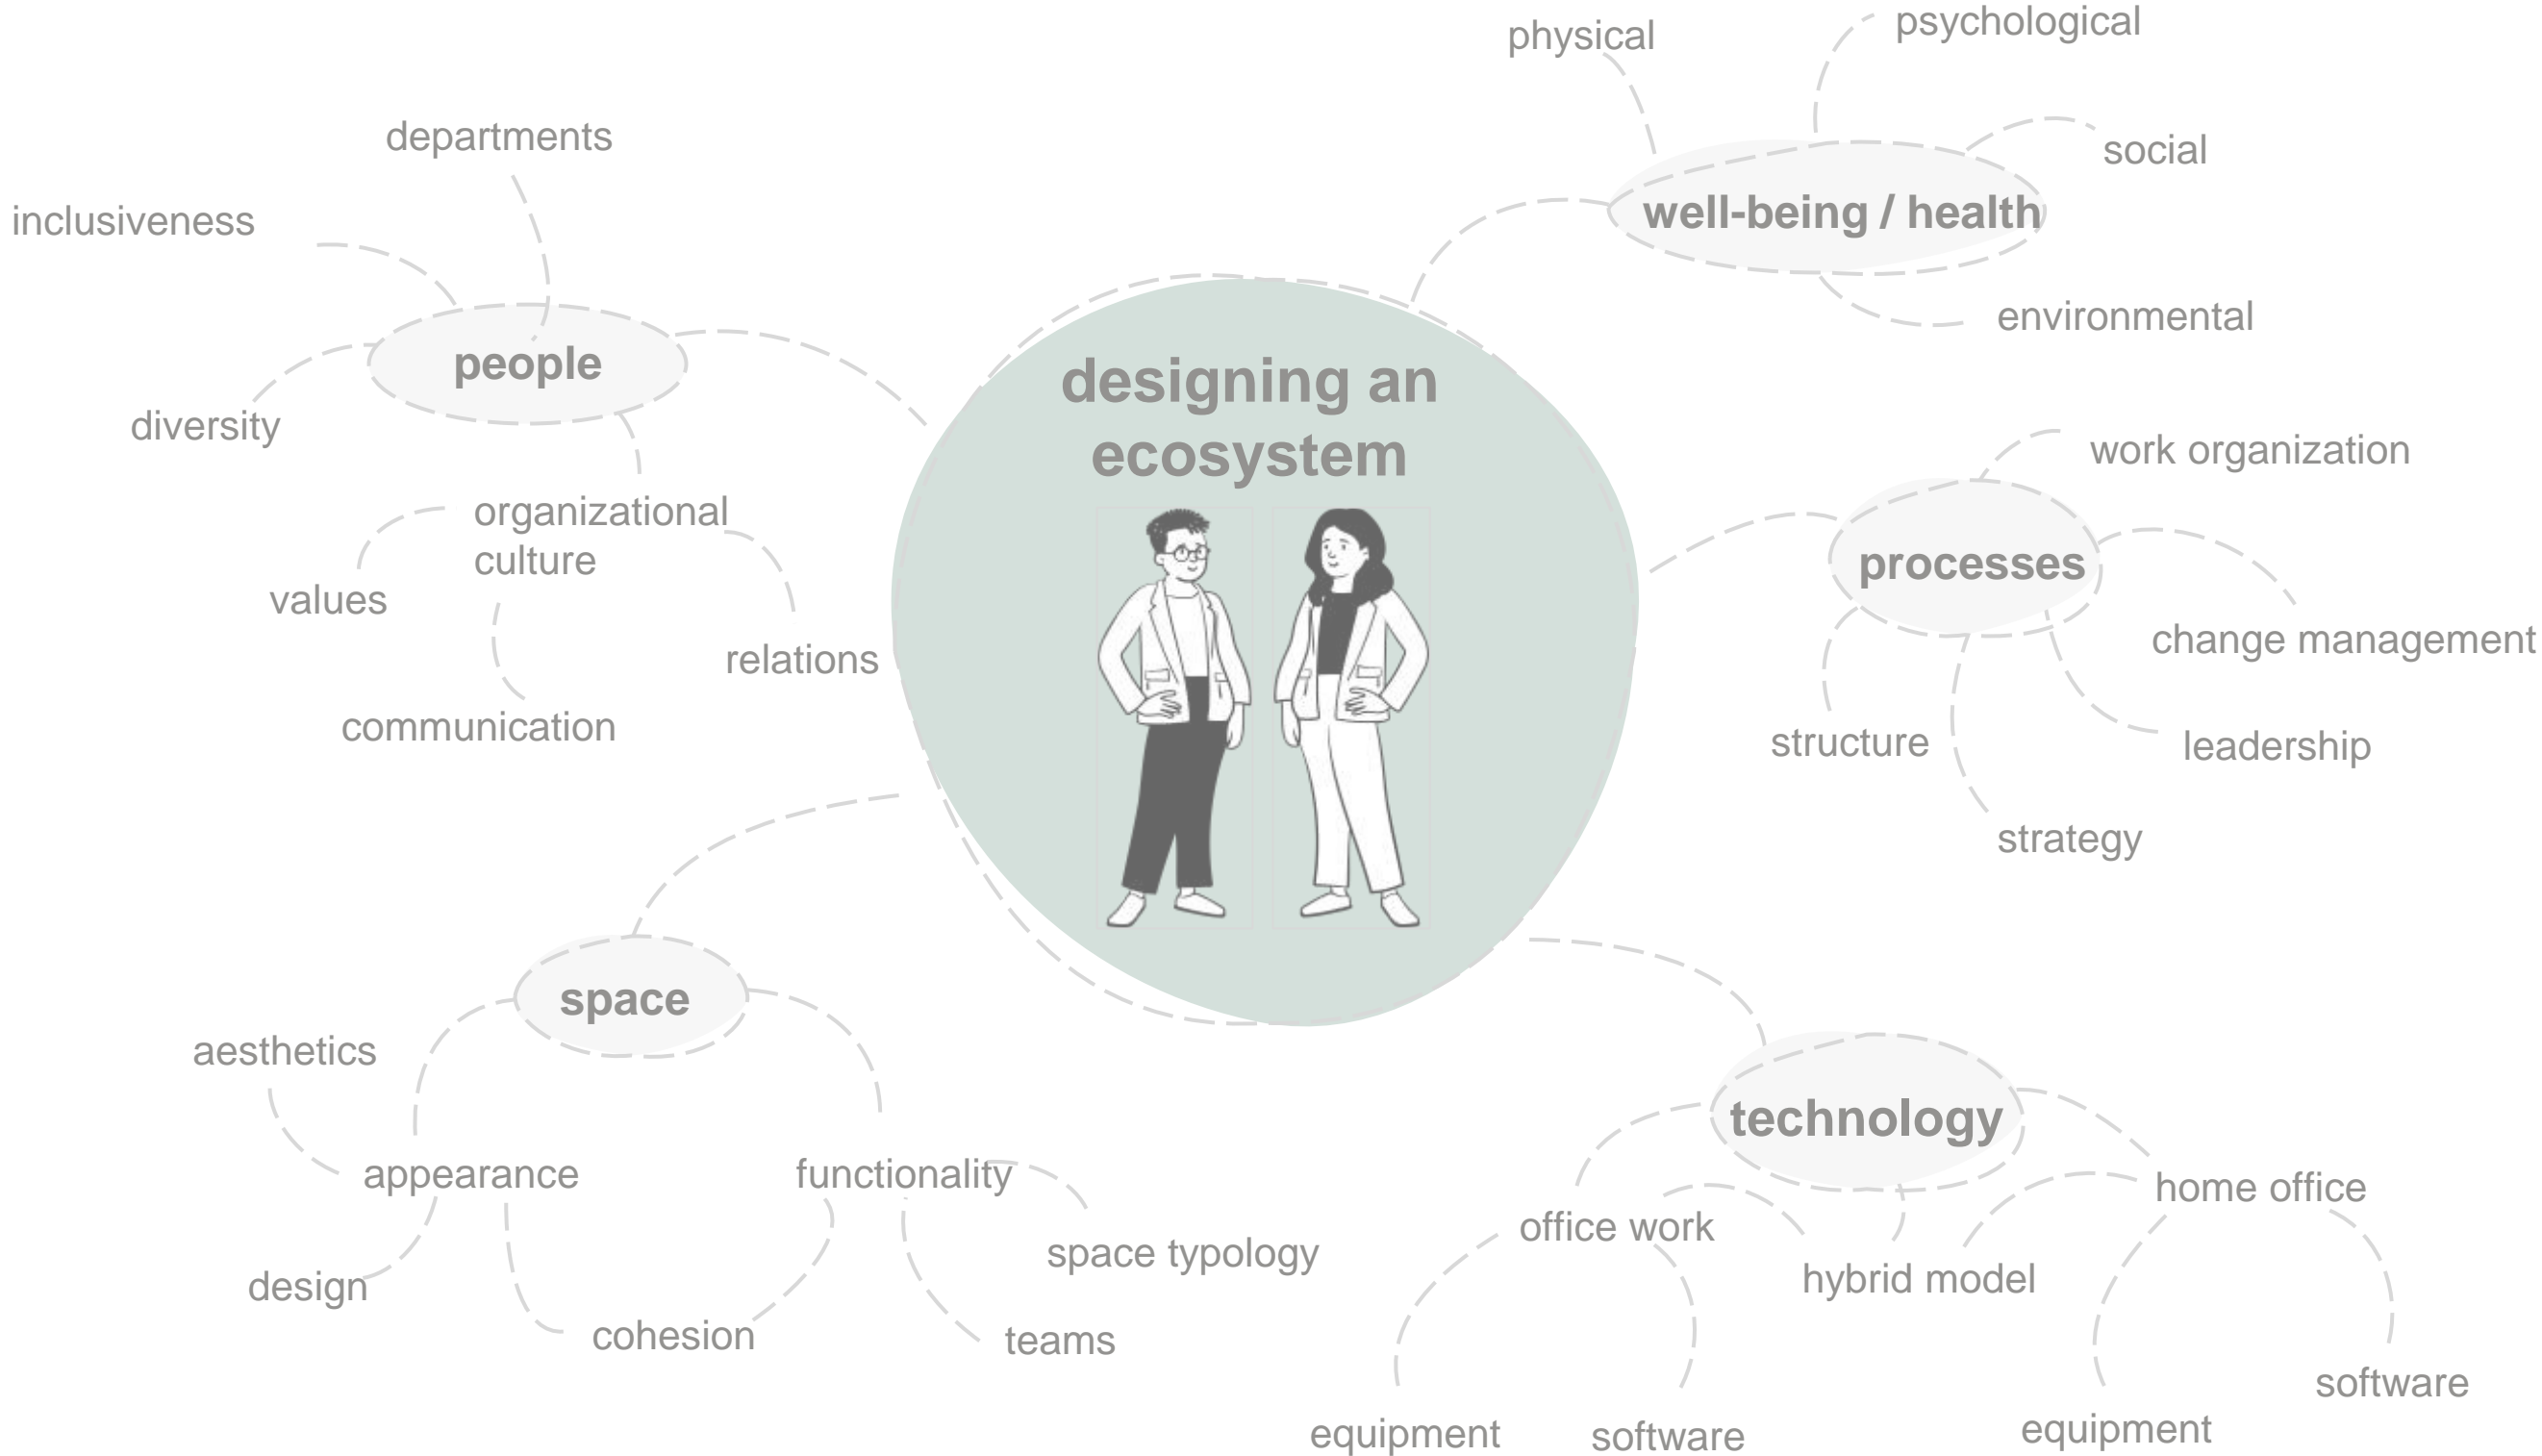 physical
psychological
departments
social
inclusiveness
well-being / health
environmental
people
designing an
ecosystem
diversity
work organization
organizational
culture
processes
values
change management
relations
communication
structure
leadership
strategy
space
aesthetics
technology
appearance
functionality
home office
office work
space typology
hybrid model
design
cohesion
teams
software
equipment
software
equipment